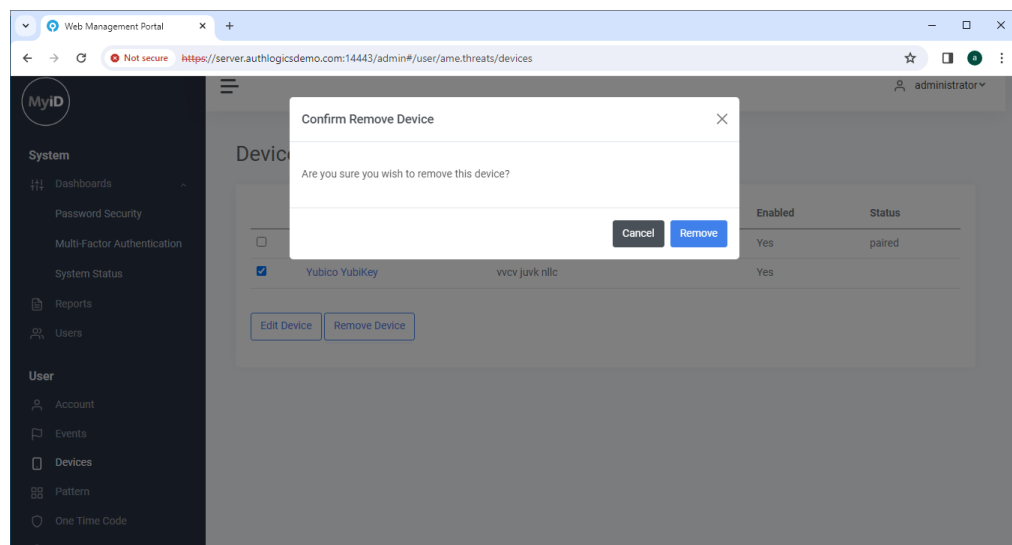 Web Management Portal
Not secure https://server.authlogicsdemo.com:14443/admin#/user/ame.threats/devices a
MyiD
administrator
Confirm Remove Device
System
Devic
Dashboards
Are you sure you wish to remove this device?
Password Security
Enabled Status
Cancel Remove
Multi-Factor Authentication
Yes paired
System Status
Yubico YubiKey vvcv juvk nllc Yes
Reports
Edit Device Remove Device
Users
User
Account
Events
Devices
Pattern
One Time Code